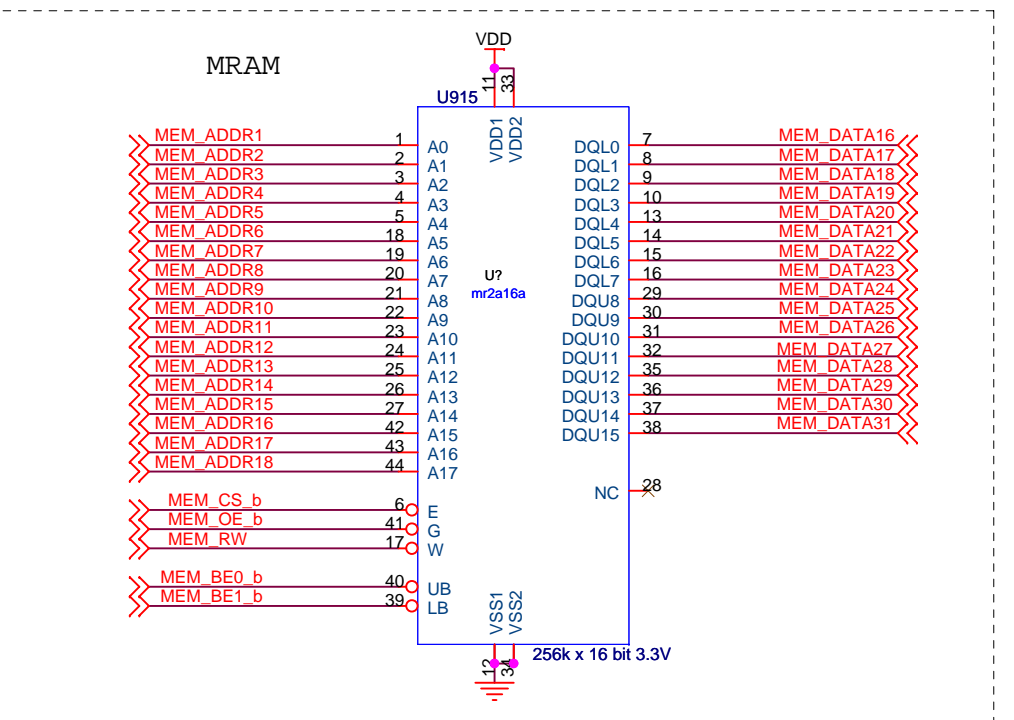 VDD
MRAM
11
33
U915
VDD1
VDD2
MEM_ADDR1 1 A0 DQL0 7 MEM_DATA16
MEM_ADDR2 2 A1 DQL1 8 MEM_DATA17
MEM_ADDR3 3 A2 DQL2 9 MEM_DATA18
MEM_ADDR4 4 A3 DQL3 10 MEM_DATA19
MEM_ADDR5 5 A4 DQL4 13 MEM_DATA20
MEM_ADDR6 18 A5 DQL5 14 MEM_DATA21
MEM_ADDR7 19 A6 DQL6 15 MEM_DATA22
MEM_ADDR8 20 A7 DQL7 16 MEM_DATA23
U?
mr2a16a
MEM_ADDR9 21 A8 DQU8 29 MEM_DATA24
MEM_ADDR10 22 A9 DQU9 30 MEM_DATA25
MEM_ADDR11 23 A10 DQU10 31 MEM_DATA26
MEM_ADDR12 24 A11 DQU11 32 MEM_DATA27
MEM_ADDR13 25 A12 DQU12 35 MEM_DATA28
MEM_ADDR14 26 A13 DQU13 36 MEM_DATA29
MEM_ADDR15 27 A14 DQU14 37 MEM_DATA30
MEM_ADDR16 42 A15 DQU15 38 MEM_DATA31
MEM_ADDR17 43 A16
MEM_ADDR18 44 A17
NC 28
MEM_CS_b 6 E
MEM_OE_b 41 G
MEM_RW 17 W
MEM_BE0_b 40 UB
MEM_BE1_b 39 LB
VSS1
VSS2
256k x 16 bit 3.3V
12
34